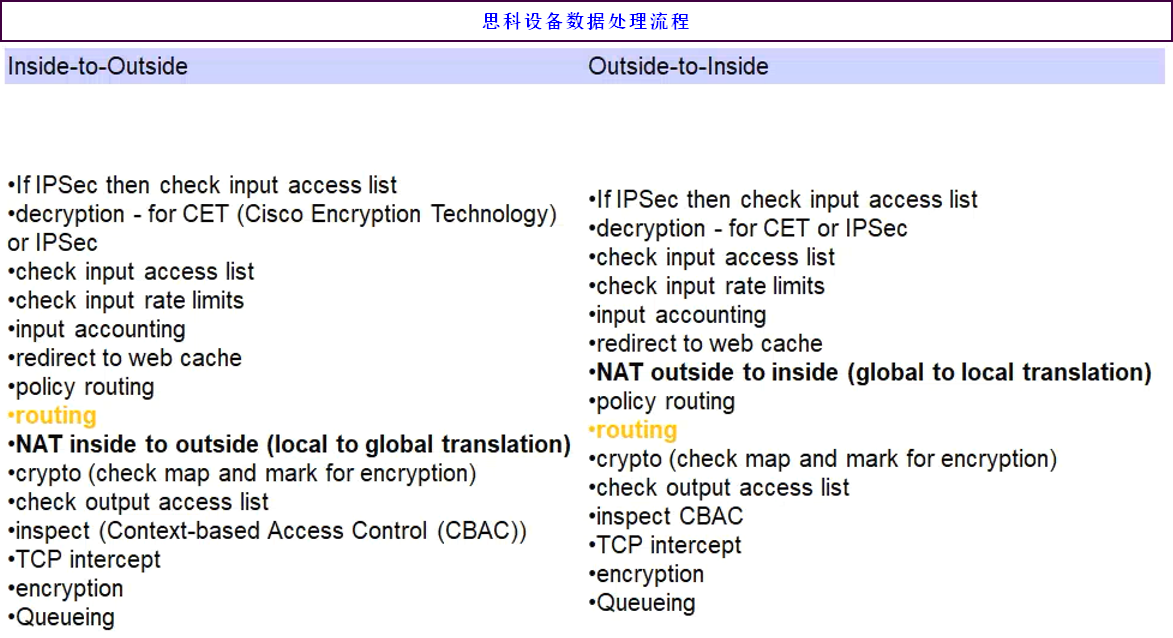 思科设备数据处理流程
Inside-to-Outside
•If IPSec then check input access list
•decryption - for CET (Cisco Encryption Technology)
or IPSec
•check input access list
•check input rate limits
•input accounting
•redirect to web cache
•policy routing
•routing
•NAT inside to outside (local to global translation)
•crypto (check map and mark for encryption)
•check output access list
•inspect (Context-based Access Control (CBAC))
•TCP intercept
•encryption
•Queueing
Outside-to-Inside
•If IPSec then check input access list
•decryption - for CET or IPSec
•check input access list
•check input rate limits
•input accounting
•redirect to web cache
•NAT outside to inside (global to local translation)
•policy routing
•routing
•crypto (check map and mark for encryption)
•check output access list
•inspect CBAC
•TCP intercept
•encryption
•Queueing